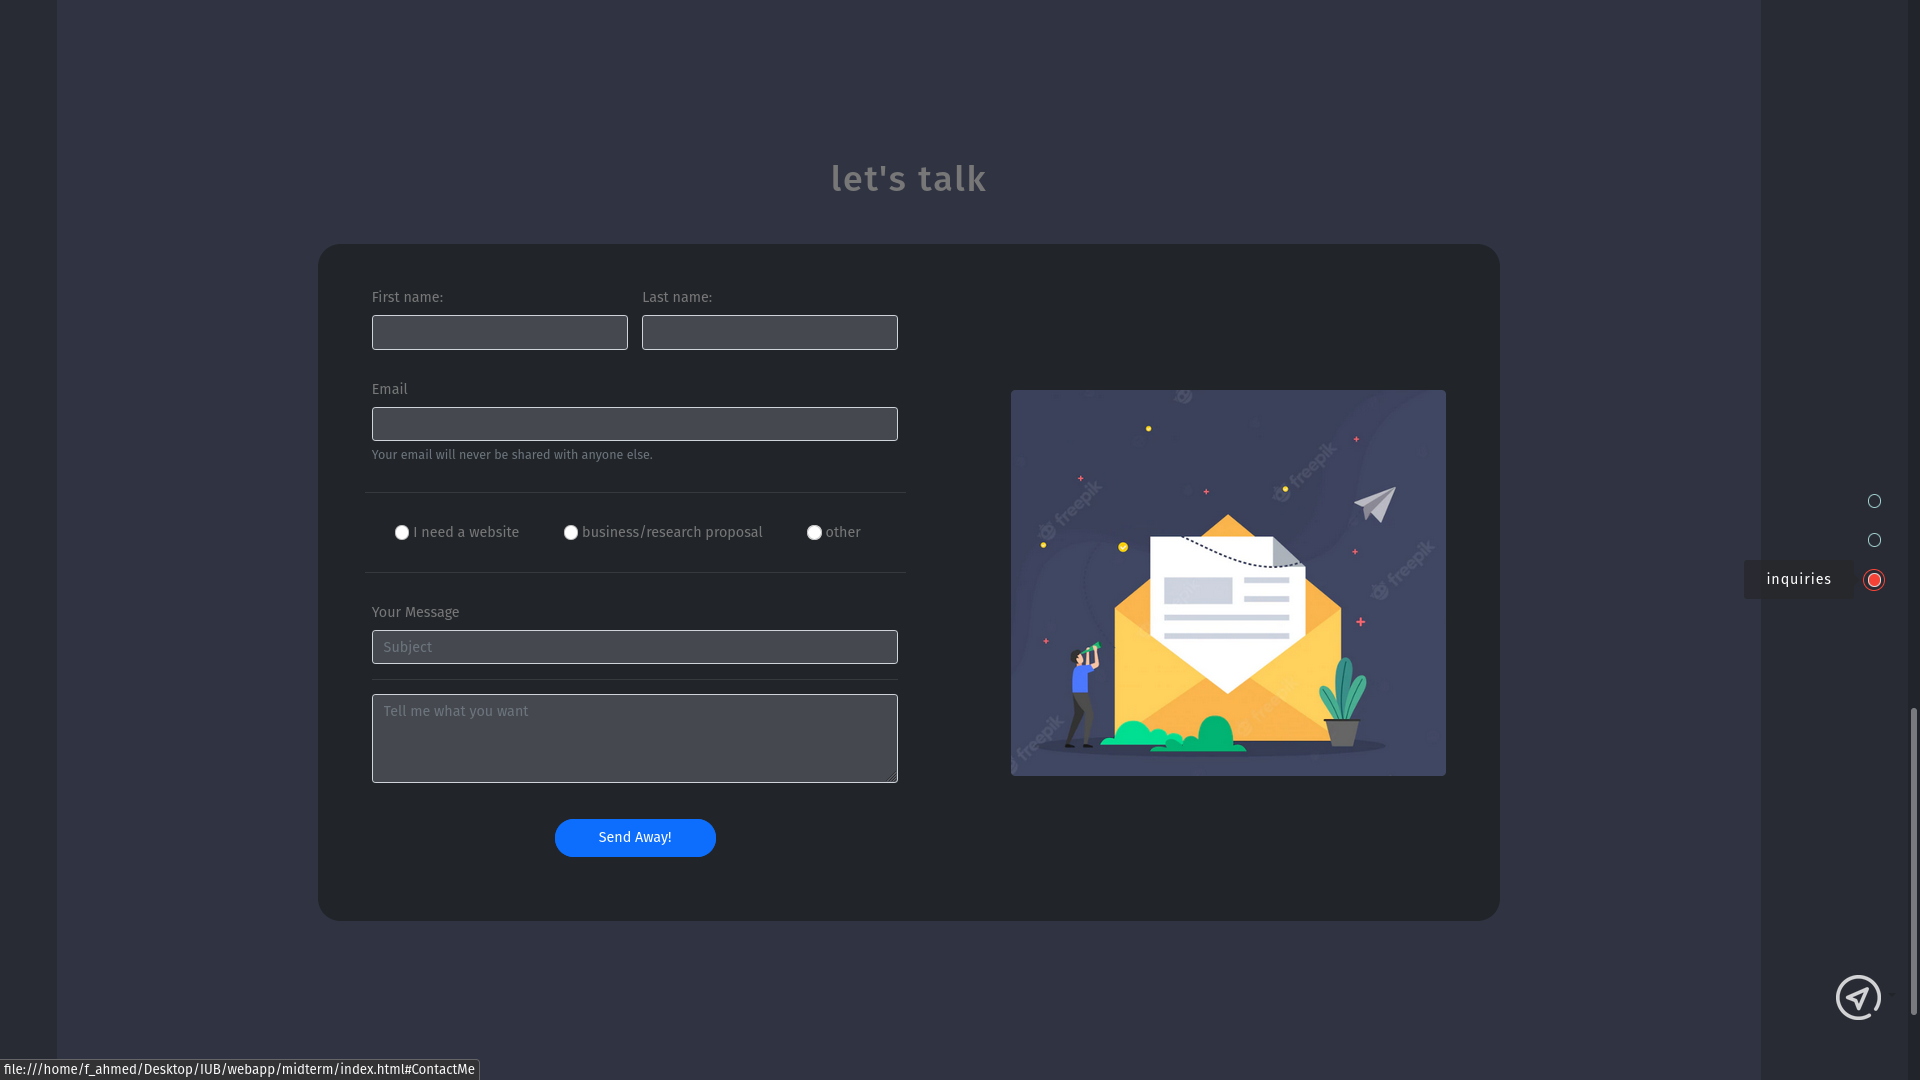 let's talk
First name:
Last name:
Email
Your email will never be shared with anyone else.
I need a website
business/research proposal
other
Your Message
Subject
Tell me what you want
Send Away!
freepik
freepik
freepik
freepik
inquiries
file:///home/f_ahmed/Desktop/IUB/webapp/midterm/index.html#ContactMe